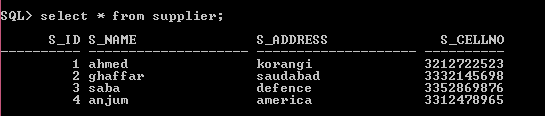 SQL> select * from supplier;
S_ID S_NAME S_ADDRESS S_CELLNO
1 ahmed korangi 3212722523
2 ghaffar saudabad 3332145698
3 saba defence 3352869876
4 anjum america 3312478965